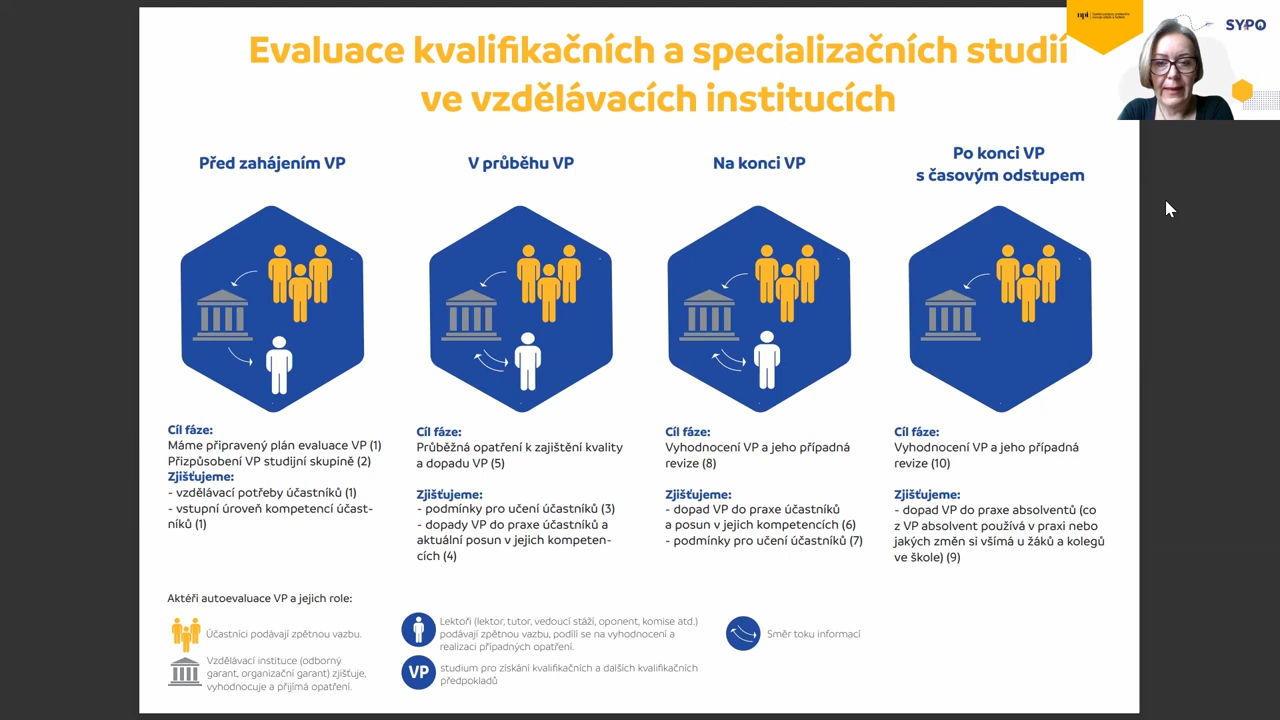 Evaluace kvalifikačních a specializačních studií
ve vzdělávacích institucích
npi
SYPO
Před zahájením VP
V průběhu VP
Na konci VP
Po konci VP
s časovým odstupem
Cíl fáze:
Máme připravený plán evaluace VP (1)
Přizpůsobení VP studijní skupině (2)
Zjišťujeme:
- vzdělávací potřeby účastníků (1)
- vstupní úroveň kompetencí účast-
níků (1)
Cíl fáze:
Průběžná opatření k zajištění kvality
a dopadu VP (5)
Zjišťujeme:
- podmínky pro učení účastníků (3)
- dopady VP do praxe účastníků a
aktuální posun v jejich kompeten-
cích (4)
Cíl fáze:
Vyhodnocení VP a jeho případná
revize (8)
Zjišťujeme:
- dopad VP do praxe účastníků
a posun v jejich kompetencích (6)
- podmínky pro učení účastníků (7)
Cíl fáze:
Vyhodnocení VP a jeho případná
revize (10)
Zjišťujeme:
- dopad VP do praxe absolventů (co
z VP absolvent používá v praxi nebo
jakých změn si všímá u žáků a kolegů
ve škole) (9)
Aktéři autoevaluace VP a jejich role:
Účastníci podávají zpětnou vazbu.
Vzdělávací instituce (odborný
garant, organizační garant) zjišťuje,
vyhodnocuje a přijímá opatření.
Lektoři (lektor, tutor, vedoucí stáží, oponent, komise atd.)
podávají zpětnou vazbu, podílí se na vyhodnocení a
realizaci případných opatření.
VP
studium pro získání kvalifikačních a dalších kvalifikačních
předpokladů
Směr toku informací